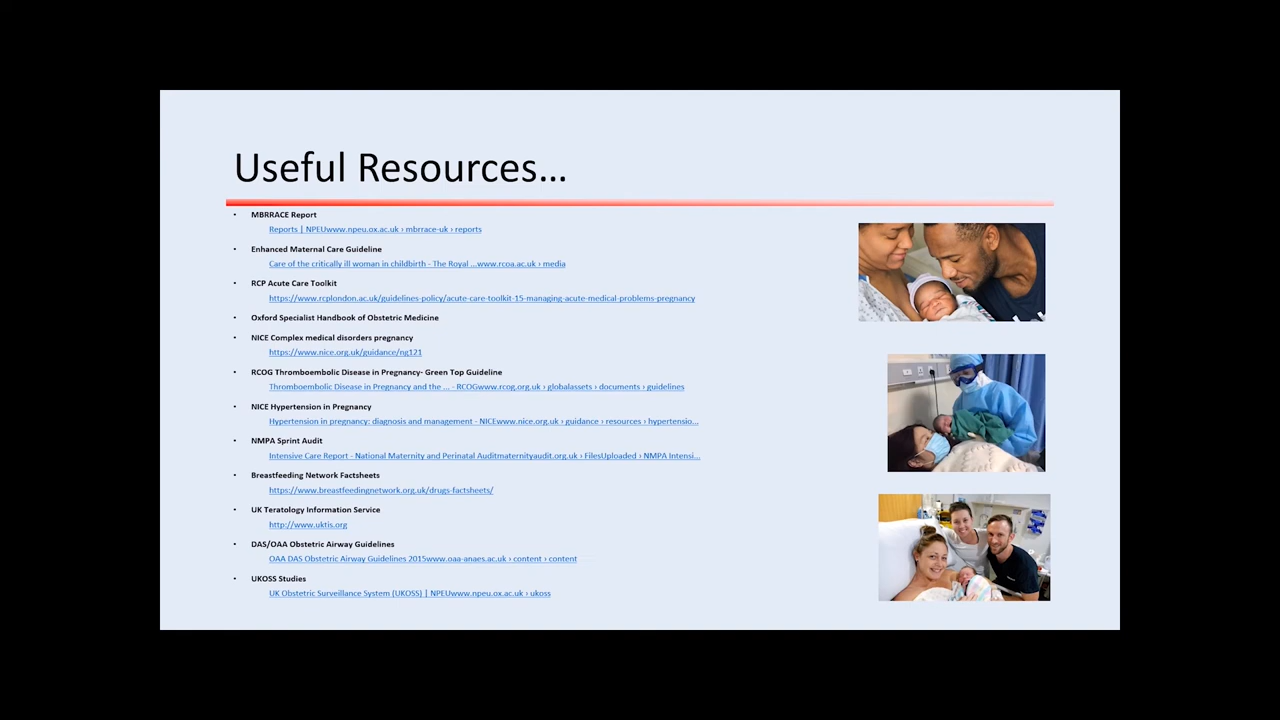 Useful Resources…
• MBRRACE Report
Reports | NPEUwww.npeu.ox.ac.uk › mbrrace-uk › reports
• Enhanced Maternal Care Guideline
Care of the critically ill woman in childbirth - The Royal ...www.rcoa.ac.uk › media
• RCP Acute Care Toolkit
https://www.rcplondon.ac.uk/guidelines-policy/acute-care-toolkit-15-managing-acute-medical-problems-pregnancy
• Oxford Specialist Handbook of Obstetric Medicine
• NICE Complex medical disorders pregnancy
https://www.nice.org.uk/guidance/ng121
• RCOG Thromboembolic Disease in Pregnancy- Green Top Guideline
Thromboembolic Disease in Pregnancy and the ... - RCOGwww.rcog.org.uk › globalassets › documents › guidelines
• NICE Hypertension in Pregnancy
Hypertension in pregnancy: diagnosis and management - NICEwww.nice.org.uk › guidance › resources › hypertensio...
• NMPA Sprint Audit
Intensive Care Report - National Maternity and Perinatal Auditmaternityaudit.org.uk › FilesUploaded › NMPA Intensi...
• Breastfeeding Network Factsheets
https://www.breastfeedingnetwork.org.uk/drugs-factsheets/
• UK Teratology Information Service
http://www.uktis.org
• DAS/OAA Obstetric Airway Guidelines
OAA DAS Obstetric Airway Guidelines 2015www.oaa-anaes.ac.uk › content › content
• UKOSS Studies
UK Obstetric Surveillance System (UKOSS) | NPEUwww.npeu.ox.ac.uk › ukoss